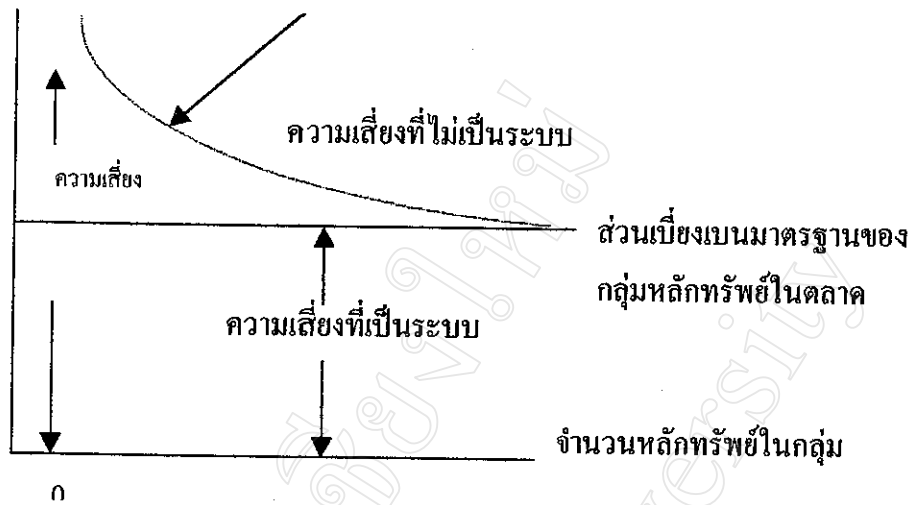 ความเสี่ยงที่ไม่เป็นระบบ
ความเสี่ยง
ส่วนเบี่ยงเบนมาตรฐานของ
กลุ่มหลักทรัพย์ในตลาด
ความเสี่ยงที่เป็นระบบ
จำนวนหลักทรัพย์ในกลุ่ม
0